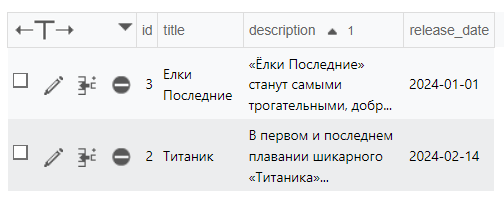 id title description 1 release_date
3 Елки Последние «Ёлки Последние» станут самыми трогательными, добр... 2024-01-01
2 Титаник В первом и последнем плавании шикарного «Титаника»... 2024-02-14